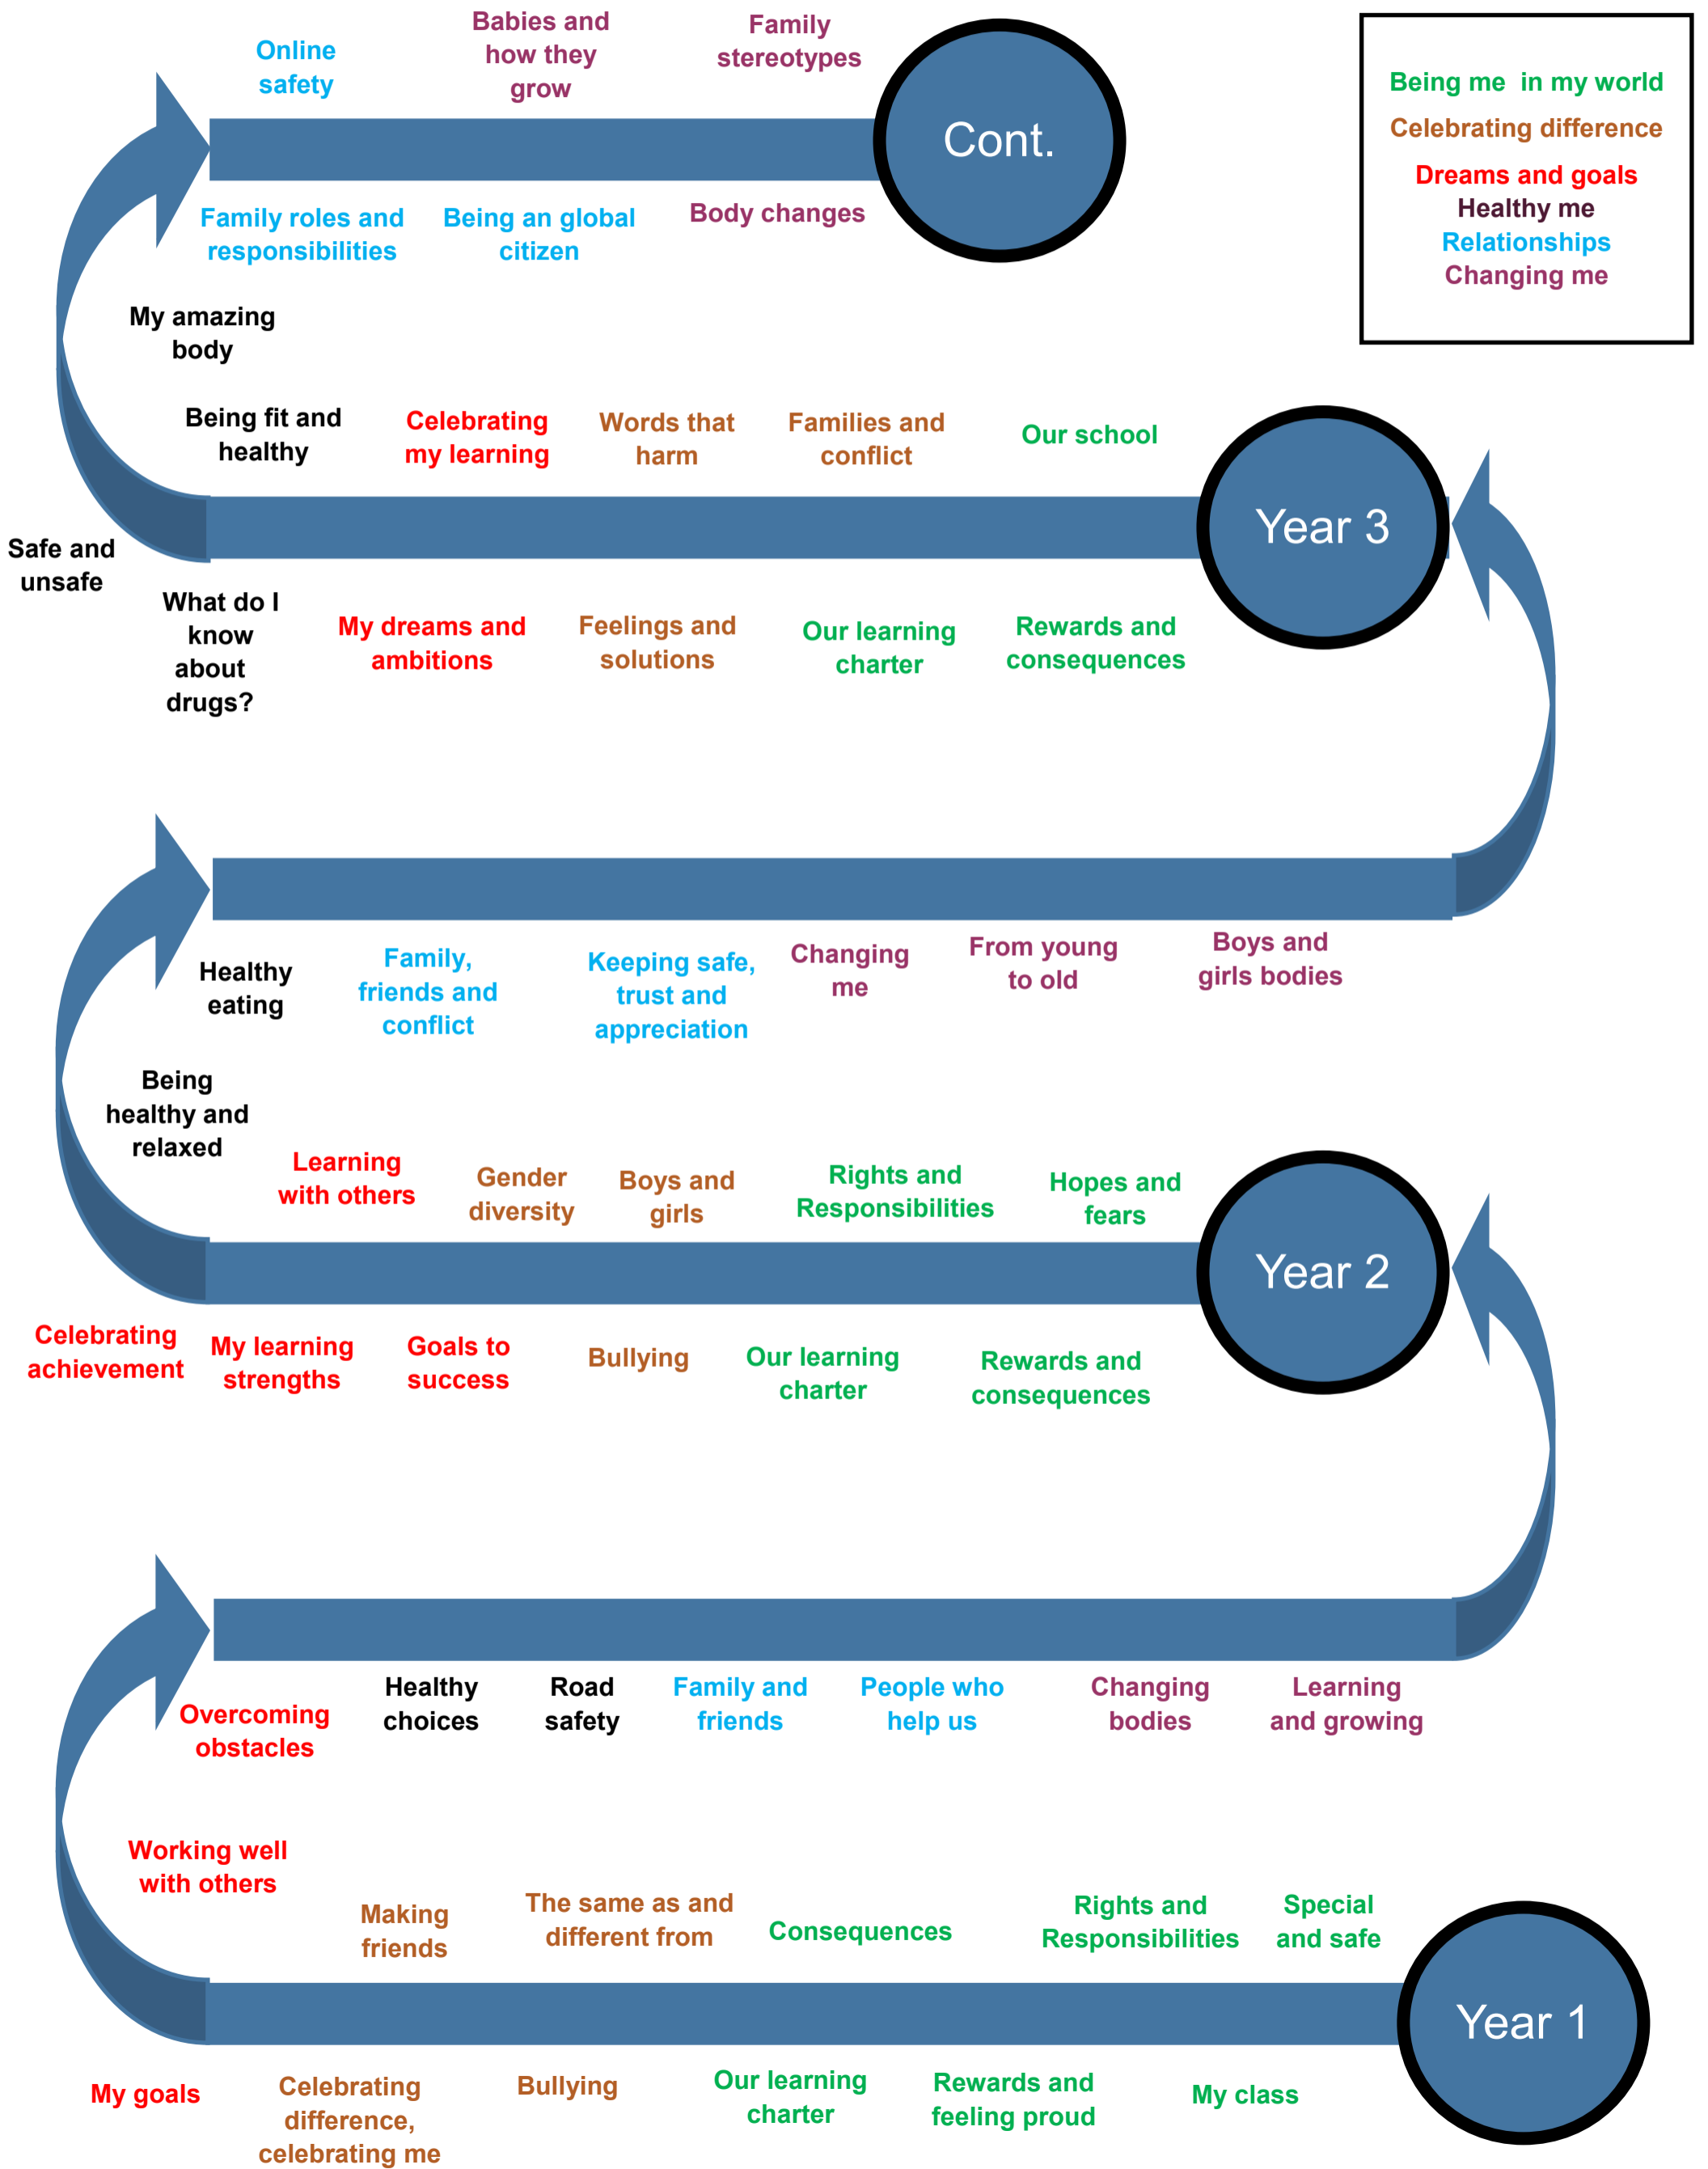 Online
safety
Babies and
how they
grow
Family
stereotypes
Cont.
Being me  in my world
Celebrating difference
Dreams and goals
Healthy me
Relationships
Changing me
Family roles and
responsibilities
Being an global
citizen
Body changes
My amazing
body
Being fit and
healthy
Celebrating
my learning
Words that
harm
Families and
conflict
Our school
Year 3
Safe and
unsafe
What do I
know
about
drugs?
My dreams and
ambitions
Feelings and
solutions
Our learning
charter
Rewards and
consequences
Healthy
eating
Family,
friends and
conflict
Keeping safe,
trust and
appreciation
Changing
me
From young
to old
Boys and
girls bodies
Being
healthy and
relaxed
Learning
with others
Gender
diversity
Boys and
girls
Rights and
Responsibilities
Hopes and
fears
Year 2
Celebrating
achievement
My learning
strengths
Goals to
success
Bullying
Our learning
charter
Rewards and
consequences
Overcoming
obstacles
Healthy
choices
Road
safety
Family and
friends
People who
help us
Changing
bodies
Learning
and growing
Working well
with others
Making
friends
The same as and
different from
Consequences
Rights and
Responsibilities
Special
and safe
Year 1
My goals
Celebrating
difference,
celebrating me
Bullying
Our learning
charter
Rewards and
feeling proud
My class